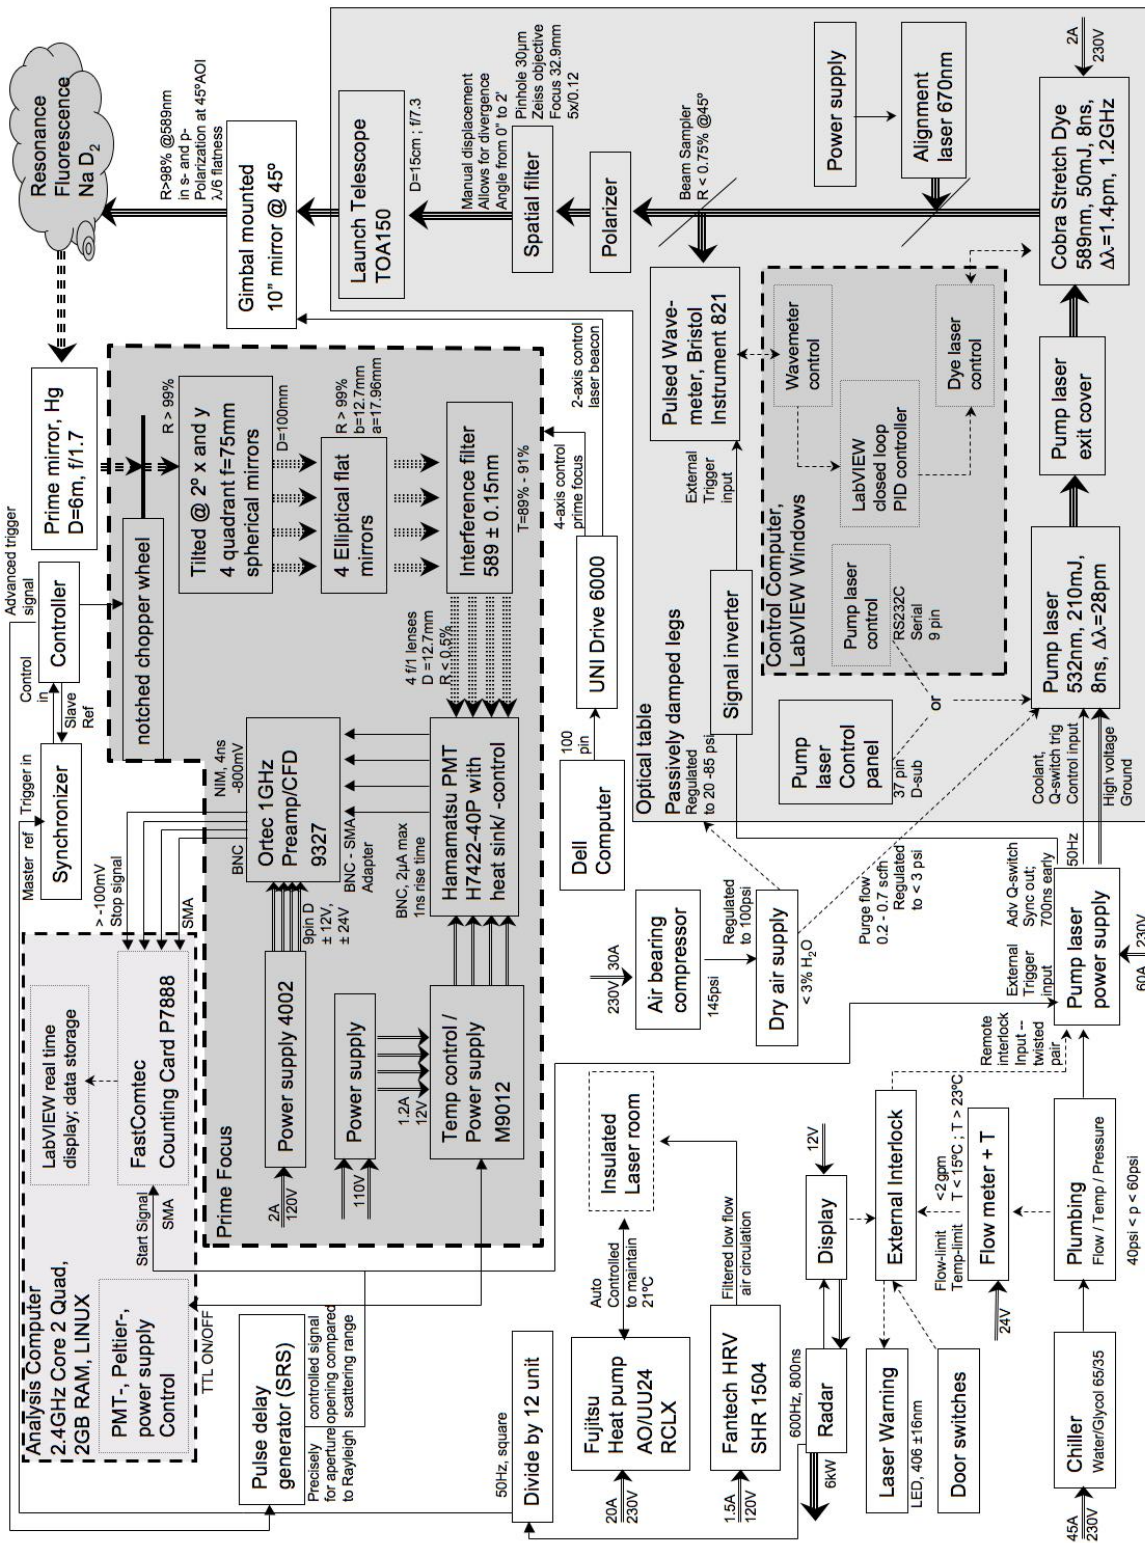 Analysis Computer
2.4GHz Core 2 Quad,
2GB RAM, LINUX
LabVIEW real time
display; data storage
FastComtec
Counting Card P7888
PMT-, Peltier-,
power supply
Control
Start Signal
SMA
SMA
> -100mV
Stop signal
TTL ON/OFF
Master ref
Trigger in
Synchronizer
Control
in
Slave
Ref
Controller
Advanced trigger
signal
Prime mirror, Hg
D=6m, f/1.7
Resonance
Fluorescence
Na D2
R>98% @589nm
in s- and p-
Polarization at 45ºAOI
λ/6 flatness
Gimbal mounted
10" mirror @ 45º
Pulse delay
generator (SRS)
Precisely controlled signal
for aperture opening compared
to Rayleigh scattering range
Prime Focus
2A
120V
Power supply 4002
9pin D
± 12V,
± 24V
BNC
Ortec 1GHz
Preamp/CFD
9327
NIM, 4ns
-800mV
BNC - SMA
Adapter
notched chopper wheel
R > 99%
Tilted @ 2º x and y
4 quadrant f=75mm
spherical mirrors
D=100mm
4 Elliptical flat
mirrors
R > 99%
b=12.7mm
a=17.96mm
Interference filter
589 ± 0.15nm
T=89% - 91%
4 f/1 lenses
D =12.7mm
R < 0.5%
BNC, 2µA max
1ns rise time
Hamamatsu PMT
H7422-40P with
heat sink/ -control
110V
Power supply
1.2A
12V
Temp control /
Power supply
M9012
Launch Telescope
TOA150
D=15cm ; f/7.3
Manual displacement
Allows for divergence
Angle from 0" to 2'
Spatial filter
Pinhole 30µm
Zeiss objective
Focus 32.9mm
5x/0.12
Polarizer
Beam Sampler
R < 0.75% @45º
50Hz, square
Divide by 12 unit
Dell
Computer
100
pin
UNI Drive 6000
4-axis control
prime focus
2-axis control
laser beacon
20A
230V
Fujitsu
Heat pump
AO/UU24
RCLX
Auto
Controlled
to maintain
21ºC
Insulated
Laser room
1.5A
120V
Fantech HRV
SHR 1504
Filtered low flow
air circulation
230V 30A
Air bearing
compressor
145psi
Regulated
to 100psi
Dry air supply
< 3% H2O
Optical table
Passively damped legs
Regulated
to 20 -85 psi
Purge flow
0.2 - 0.7 scfh
Regulated
to < 3 psi
Signal inverter
External
Trigger
input
Pulsed Wave-
meter, Bristol
Instrument 821
Power supply
Alignment
laser 670nm
Control Computer,
LabVIEW Windows
Wavemeter
control
LabVIEW
closed loop
PID controller
Dye laser
control
Pump laser
control
RS232C
Serial
9 pin
Pump
laser
Control
panel
37 pin
D-sub
or
600Hz, 800ns
Radar
6kW
Display
12V
Laser Warning
LED, 406 ±16nm
Door switches
External Interlock
Remote
interlock
Input --
twisted
pair
Flow-limit <2gpm
Temp-limit T < 15ºC ; T > 23ºC
24V
Flow meter + T
45A
230V
Chiller
Water/Glycol 65/35
Plumbing
Flow / Temp / Pressure
40psi < p < 60psi
External
Trigger
input
Adv Q-switch
Sync out;
700ns early
50Hz
Pump laser
power supply
60A
230V
Coolant,
Q-switch trig
Control input
High voltage
Ground
Pump laser
532nm, 210mJ,
8ns, Δλ=28pm
Pump laser
exit cover
Cobra Stretch Dye
589nm, 50mJ, 8ns,
Δλ=1.4pm, 1.2GHz
2A
230V